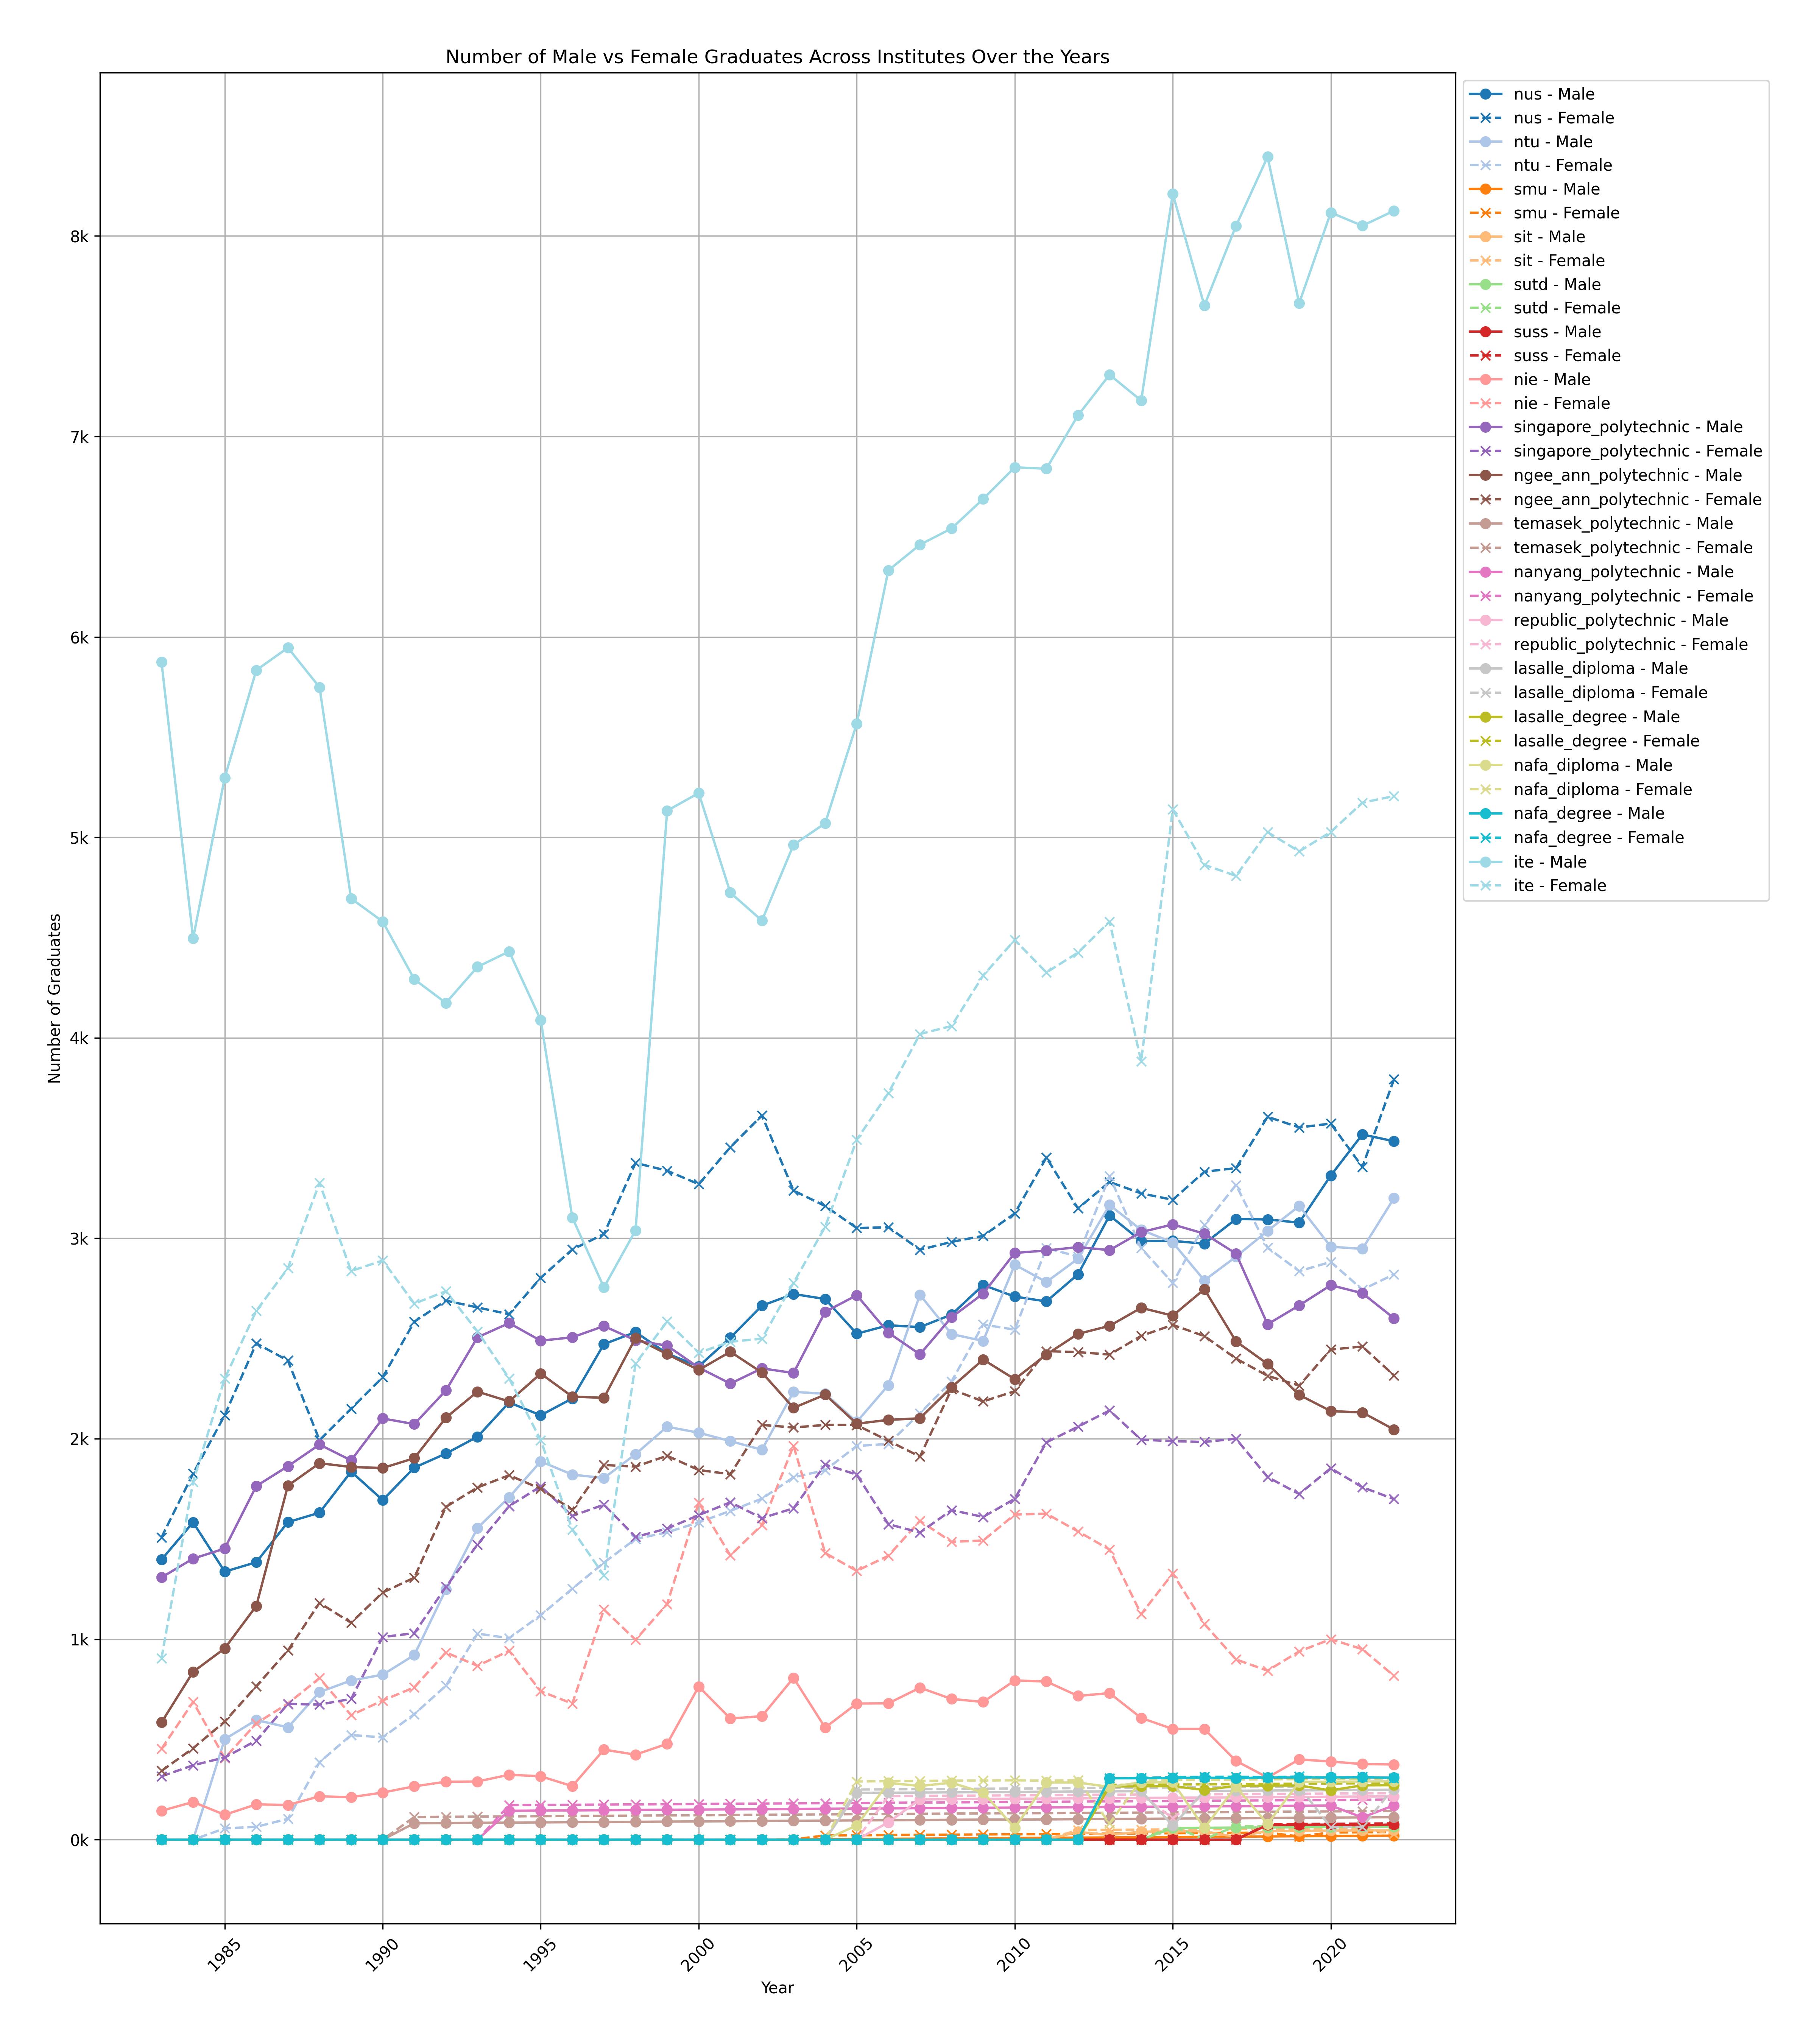 Number of Male vs Female Graduates Across Institutes Over the Years
nus - Male
nus - Female
ntu - Male
ntu - Female
smu - Male
smu - Female
sit - Male
sit - Female
sutd - Male
sutd - Female
suss - Male
suss - Female
nie - Male
nie - Female
singapore_polytechnic - Male
singapore_polytechnic - Female
ngee_ann_polytechnic - Male
ngee_ann_polytechnic - Female
temasek_polytechnic - Male
temasek_polytechnic - Female
nanyang_polytechnic - Male
nanyang_polytechnic - Female
republic_polytechnic - Male
republic_polytechnic - Female
lasalle_diploma - Male
lasalle_diploma - Female
lasalle_degree - Male
lasalle_degree - Female
nafa_diploma - Male
nafa_diploma - Female
nafa_degree - Male
nafa_degree - Female
ite - Male
ite - Female
8k
7k
6k
5k
4k
3k
2k
1k
0k
Number of Graduates
1985
1990
1995
2000
2005
2010
2015
2020
Year